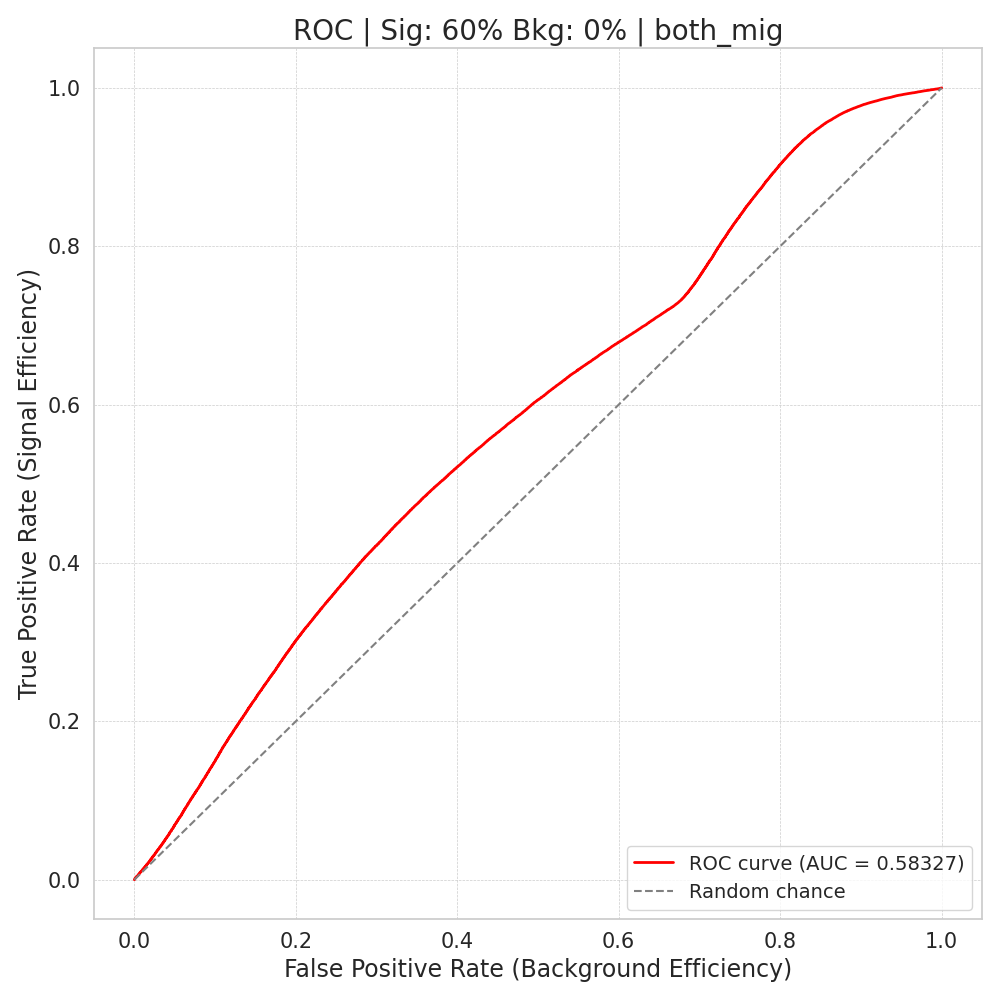 ROC | Sig: 60% Bkg: 0% | both_mig
True Positive Rate (Signal Efficiency)
1.0
0.8
0.6
0.4
0.2
0.0
ROC curve (AUC = 0.58327)
Random chance
0.0 0.2 0.4 0.6 0.8 1.0
False Positive Rate (Background Efficiency)